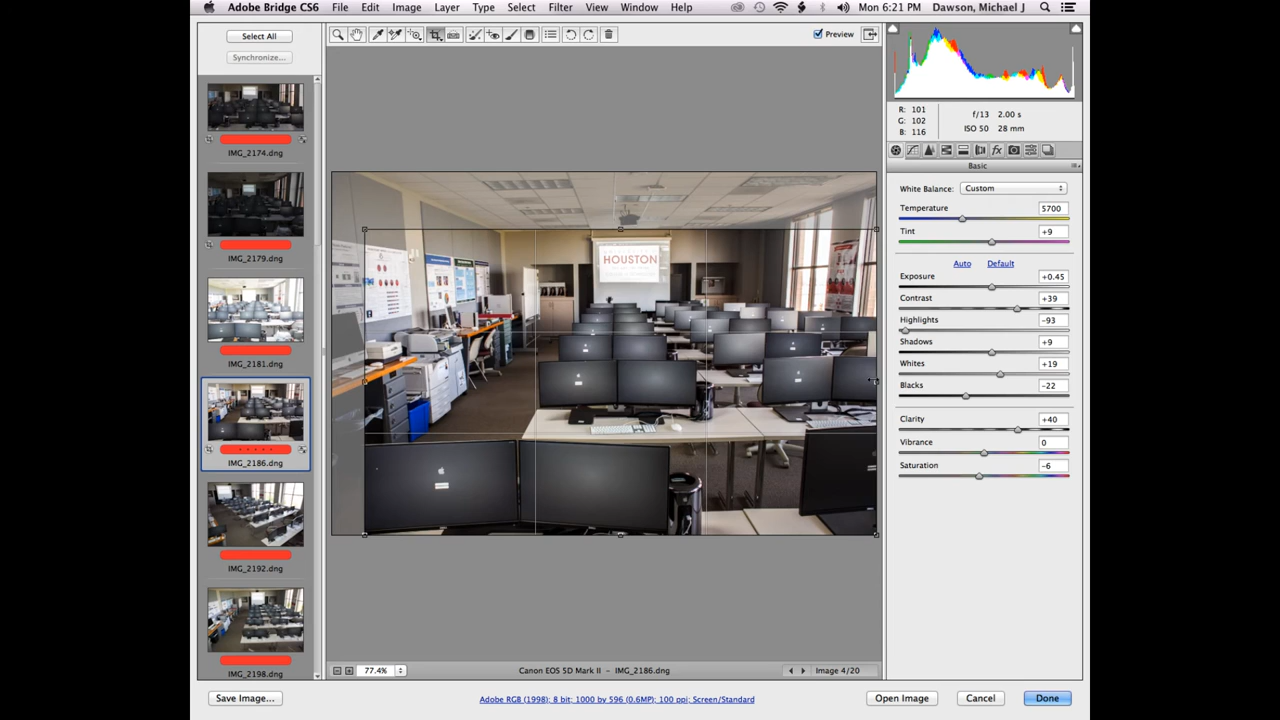 Adobe Bridge CS6 File Edit Image Layer Type Select Filter View Window Help Mon 6:21 PM Dawson, Michael J
Select All
Synchronize...
Preview
IMG_2174.dng
IMG_2179.dng
IMG_2181.dng
IMG_2186.dng
IMG_2192.dng
IMG_2198.dng
HOUSTON
R: 101
G: 102
B: 116
f/13 2.00 s
ISO 50 28 mm
fx
Basic
White Balance: Custom
Temperature 5700
Tint +9
Auto Default
Exposure +0.45
Contrast +39
Highlights -93
Shadows +9
Whites +19
Blacks -22
Clarity +40
Vibrance 0
Saturation -6
77.4% Canon EOS 5D Mark II - IMG_2186.dng Image 4/20
Save Image... Adobe RGB (1998); 8 bit; 1000 by 596 (0.6MP); 100 ppi; Screen/Standard Open Image Cancel Done